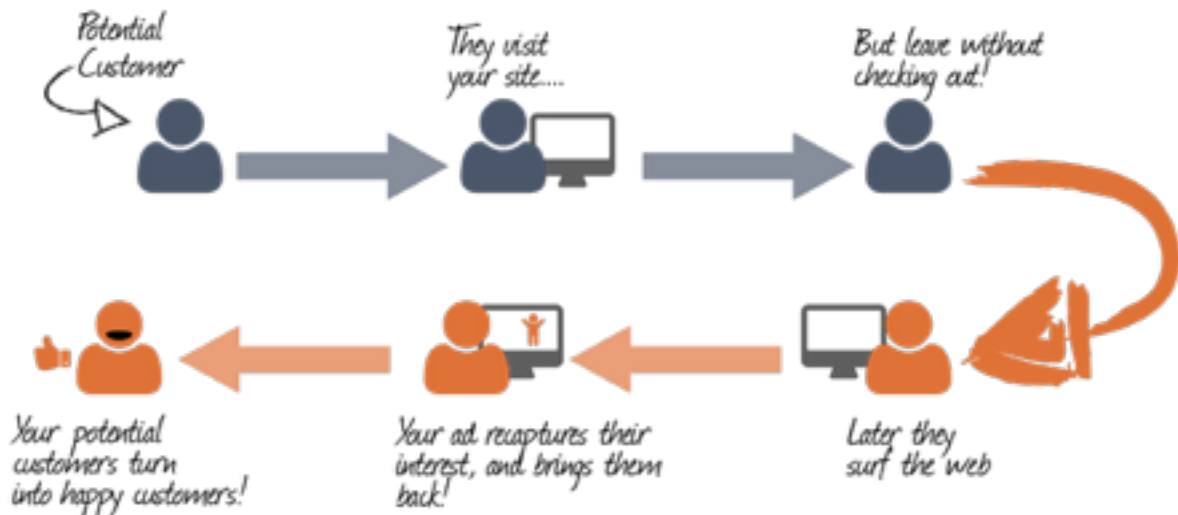 Potential
Customer
They visit
your site....
But leave without
checking out!
Later they
surf the web
Your ad recaptures their
interest, and brings them
back!
Your potential
customers turn
into happy customers!